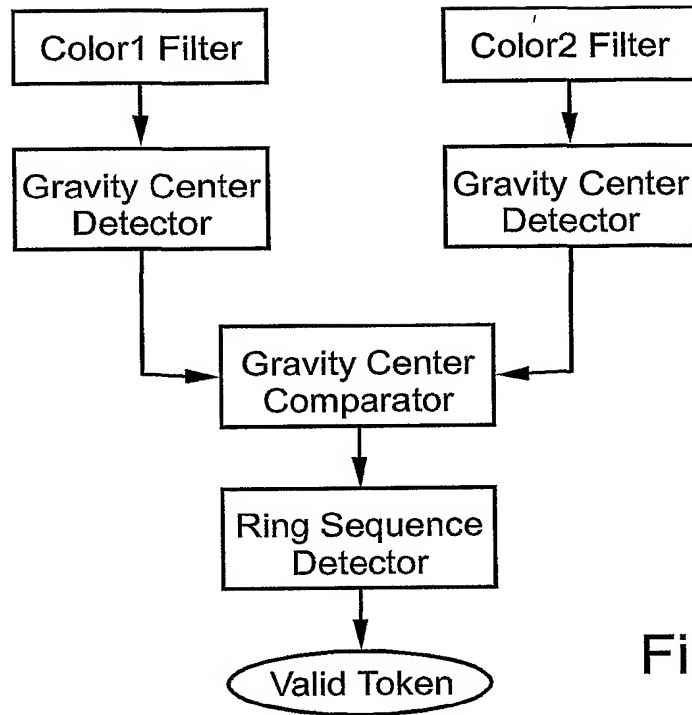 Color1 Filter
Color2 Filter
Gravity Center
Detector
Gravity Center
Detector
Gravity Center
Comparator
Ring Sequence
Detector
Valid Token
Fi